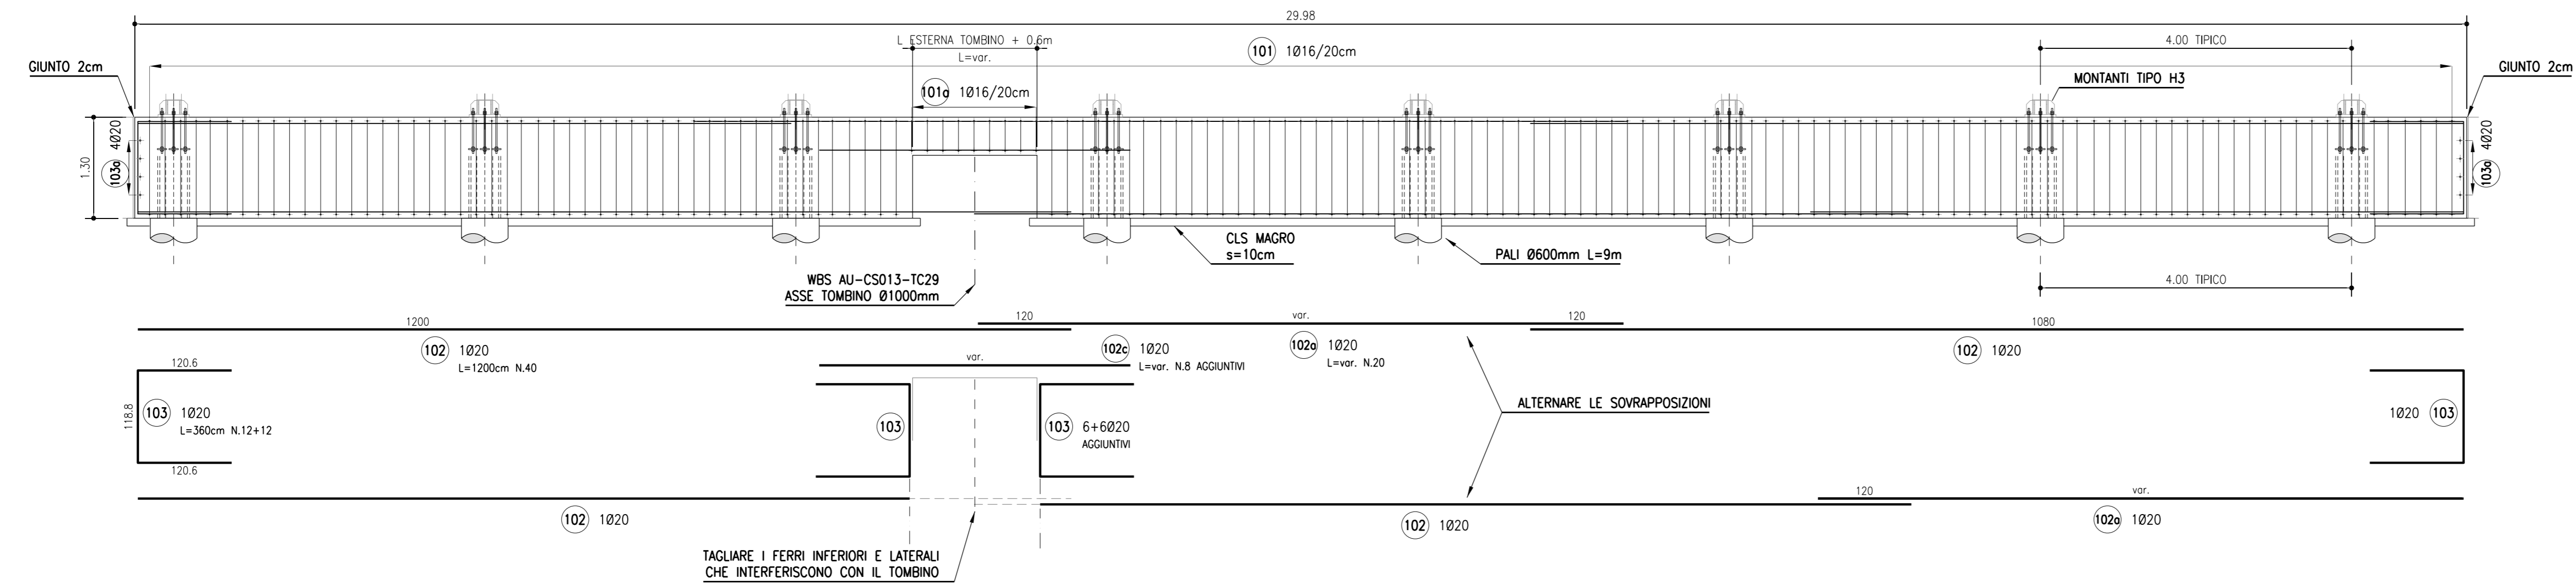 29.98
L ESTERNA TOMBINO + 0.6m
L=var.
101 1Ø16/20cm
4.00 TIPICO
GIUNTO 2cm
GIUNTO 2cm
MONTANTI TIPO H3
101a 1Ø16/20cm
1.30
103a 4Ø20
103a 4Ø20
CLS MAGRO
s=10cm
PALI Ø600mm L=9m
WBS AU-CS013-TC29
ASSE TOMBINO Ø1000mm
4.00 TIPICO
1200
120
var.
120
1080
102 1Ø20
L=1200cm N.40
102c 1Ø20
L=var. N.8 AGGIUNTIVI
102a 1Ø20
L=var. N.20
102 1Ø20
var.
120.6
118.8
103 1Ø20
L=360cm N.12+12
120.6
103
103 6+6Ø20
AGGIUNTIVI
ALTERNARE LE SOVRAPPOSIZIONI
1Ø20 103
102 1Ø20
102 1Ø20
120
var.
102a 1Ø20
TAGLIARE I FERRI INFERIORI E LATERALI
CHE INTERFERISCONO CON IL TOMBINO